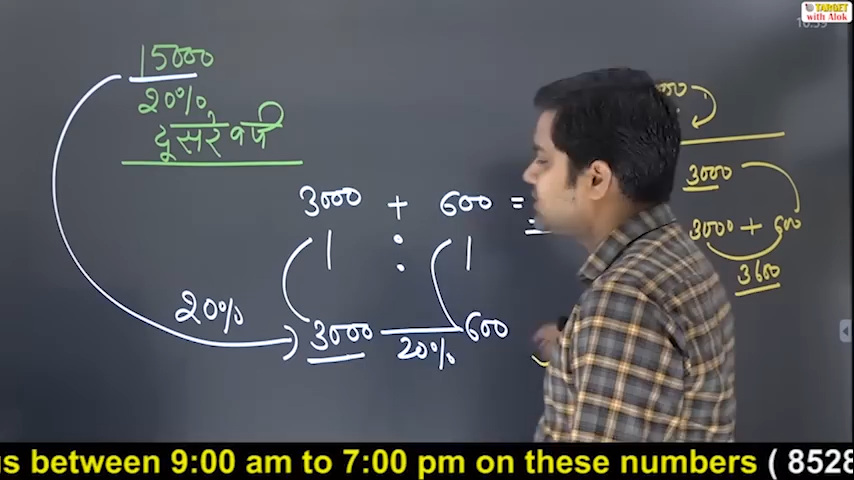 TARGET
with Alok
15000
20%,
दूसरे वर्ष
3000 + 600 =
1 : 1
20%
3000 600
20%
3000
3000 + 600
3600
s between 9:00 am to 7:00 pm on these numbers ( 8528